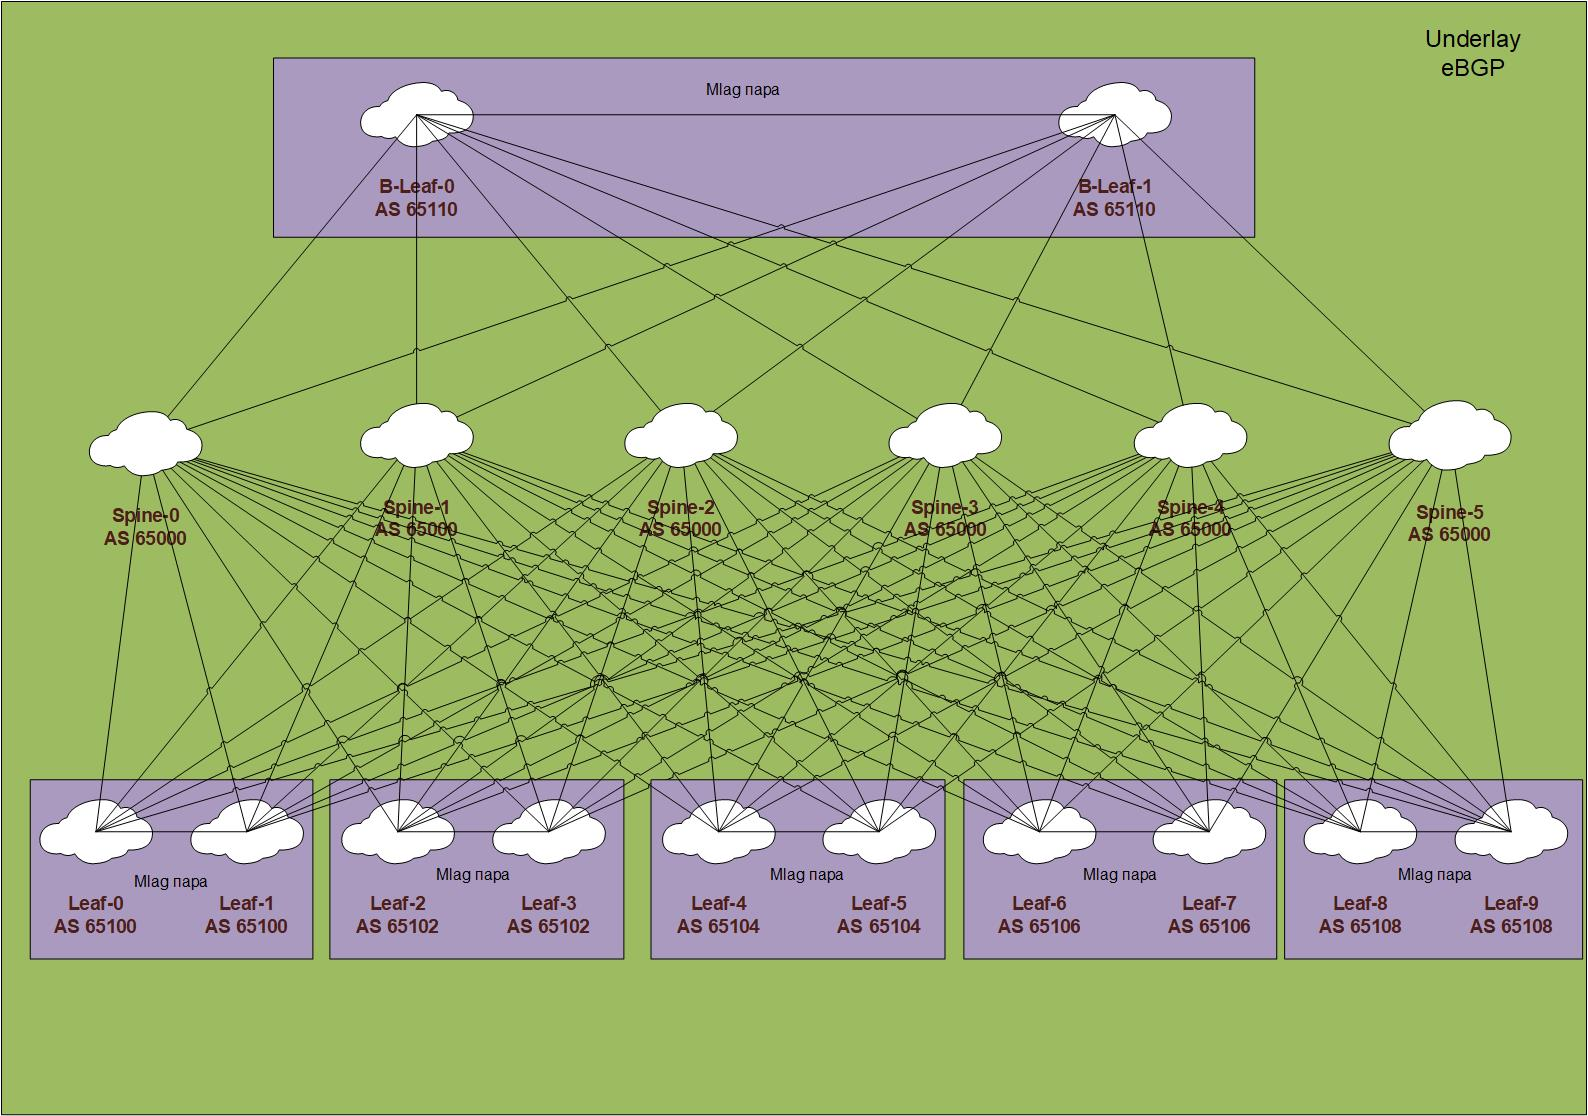 Underlay
eBGP
Mlag пара
B-Leaf-0
AS 65110
B-Leaf-1
AS 65110
Spine-0
AS 65000
Spine-1
AS 65000
Spine-2
AS 65000
Spine-3
AS 65000
Spine-4
AS 65000
Spine-5
AS 65000
Mlag пара
Leaf-0
AS 65100
Leaf-1
AS 65100
Mlag пара
Leaf-2
AS 65102
Leaf-3
AS 65102
Mlag пара
Leaf-4
AS 65104
Leaf-5
AS 65104
Mlag пара
Leaf-6
AS 65106
Leaf-7
AS 65106
Mlag пара
Leaf-8
AS 65108
Leaf-9
AS 65108